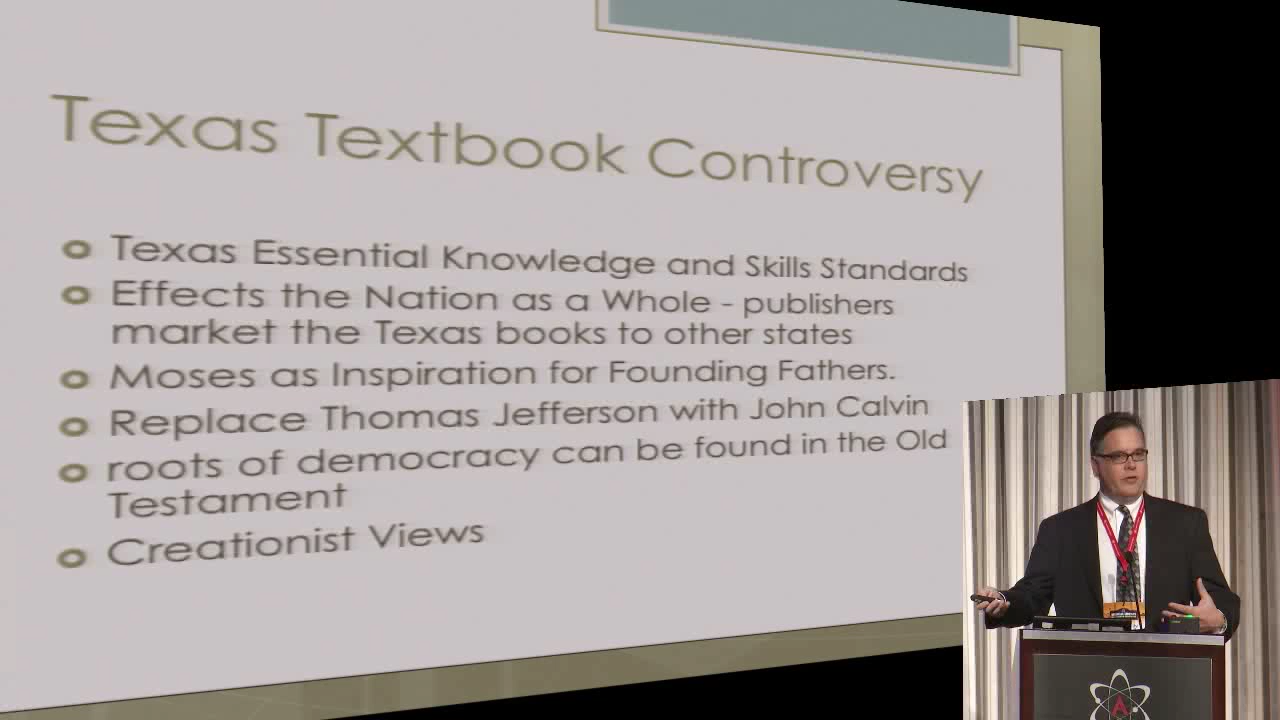 Texas Textbook Controversy
Texas Essential Knowledge and Skills Standards
Effects the Nation as a Whole - publishers
market the Texas books to other states
Moses as Inspiration for Founding Fathers.
Replace Thomas Jefferson with John Calvin
roots of democracy can be found in the Old
Testament
Creationist Views
A